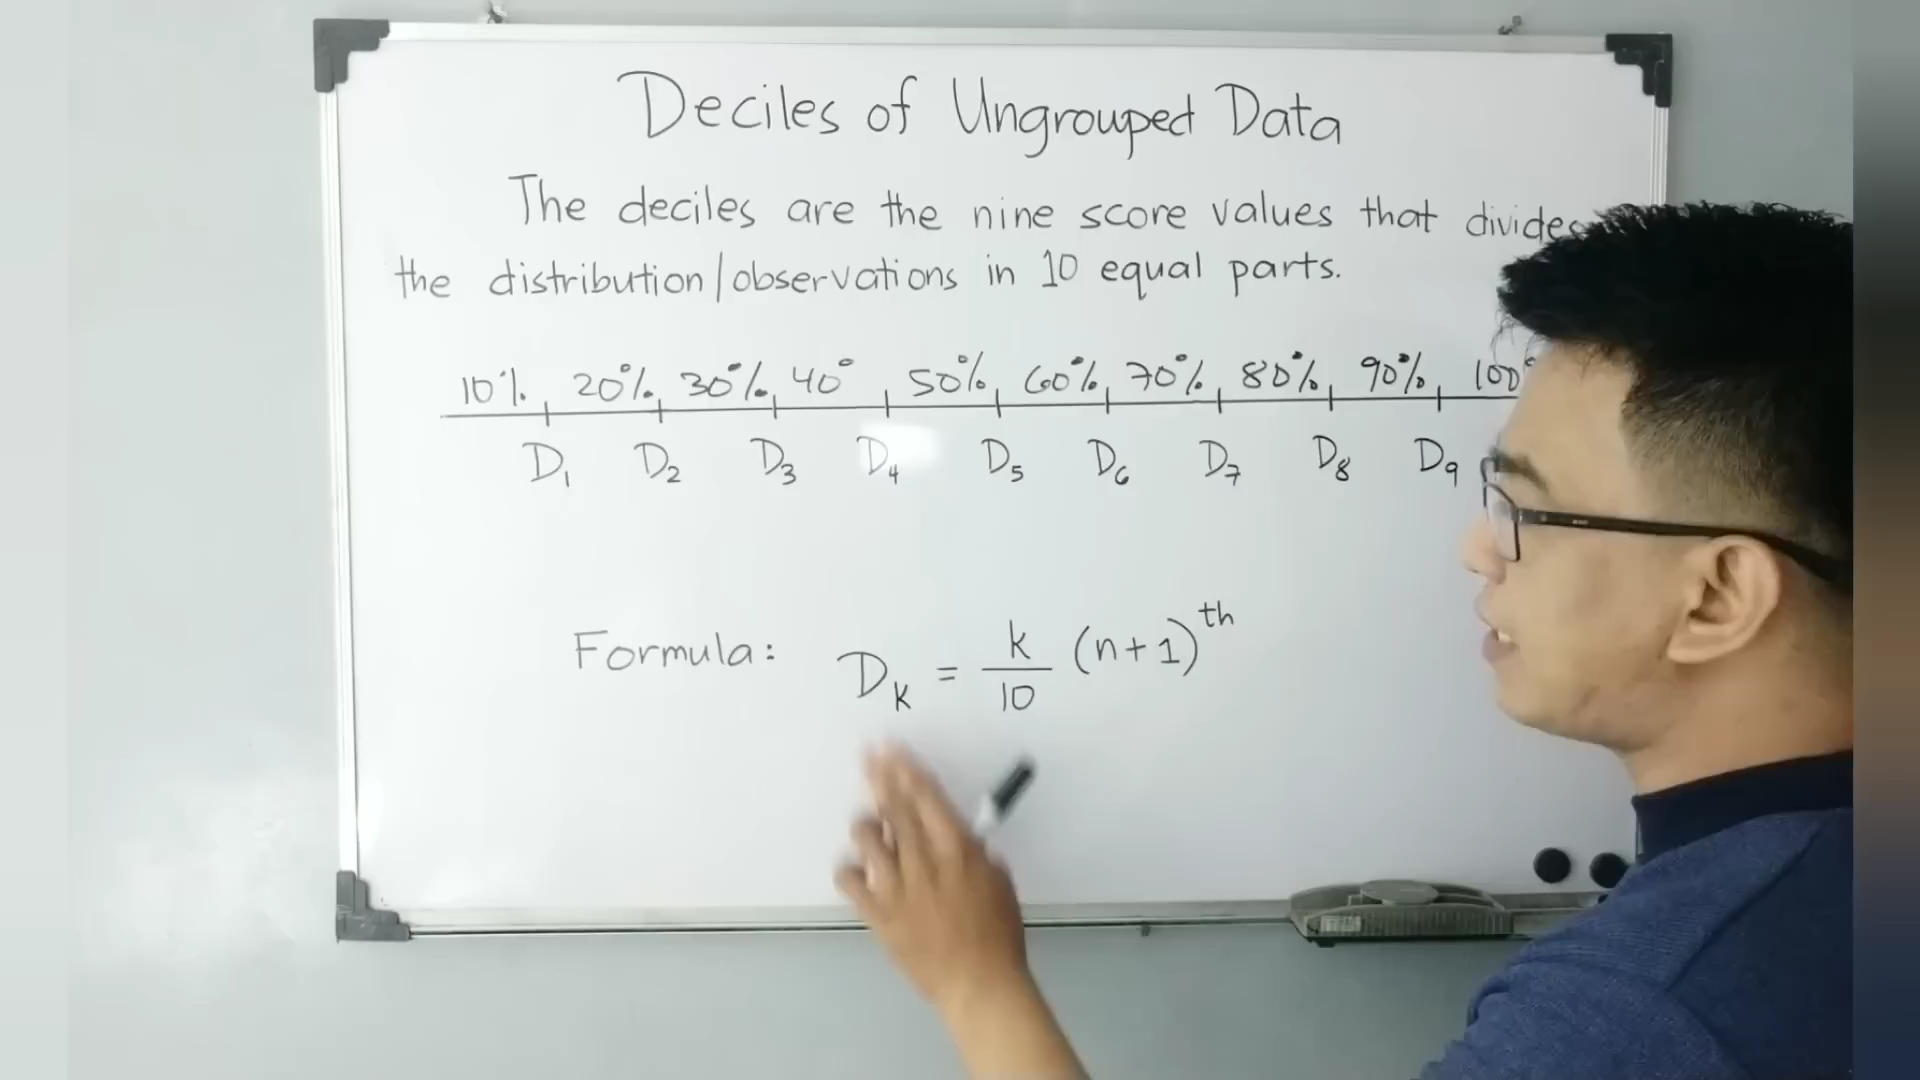 Deciles of Ungrouped Data
The deciles are the nine score values that divides
the distribution/observations in 10 equal parts.
10% 20% 30% 40° 50% 60% 70% 80% 90% 100°
D₁ D₂ D₃ D₄ D₅ D₆ D₇ D₈ D₉
Formula: Dₖ = k/10 (n+1)ᵗʰ